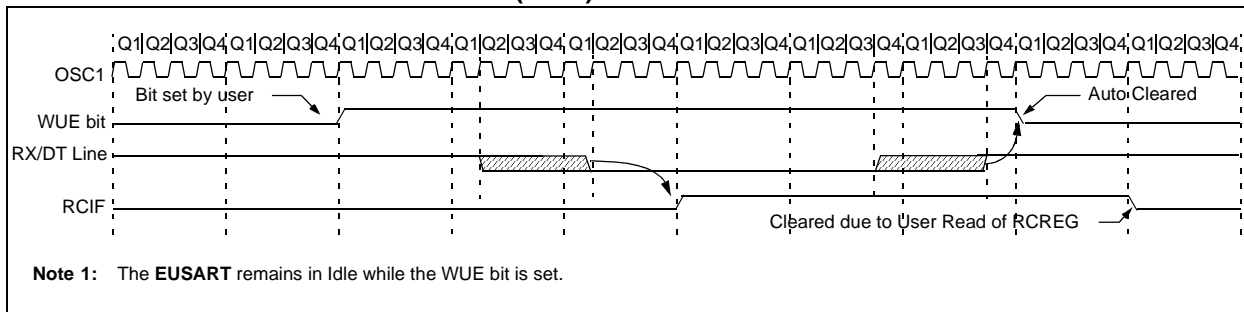 Q1 Q2 Q3 Q4 Q1 Q2 Q3 Q4 Q1 Q2 Q3 Q4 Q1 Q2 Q3 Q4 Q1 Q2 Q3 Q4 Q1 Q2 Q3 Q4 Q1 Q2 Q3 Q4 Q1 Q2 Q3 Q4 Q1 Q2 Q3 Q4 Q1 Q2 Q3 Q4
OSC1
Bit set by user
Auto Cleared
WUE bit
RX/DT Line
RCIF
Cleared due to User Read of RCREG
Note 1: The EUSART remains in Idle while the WUE bit is set.